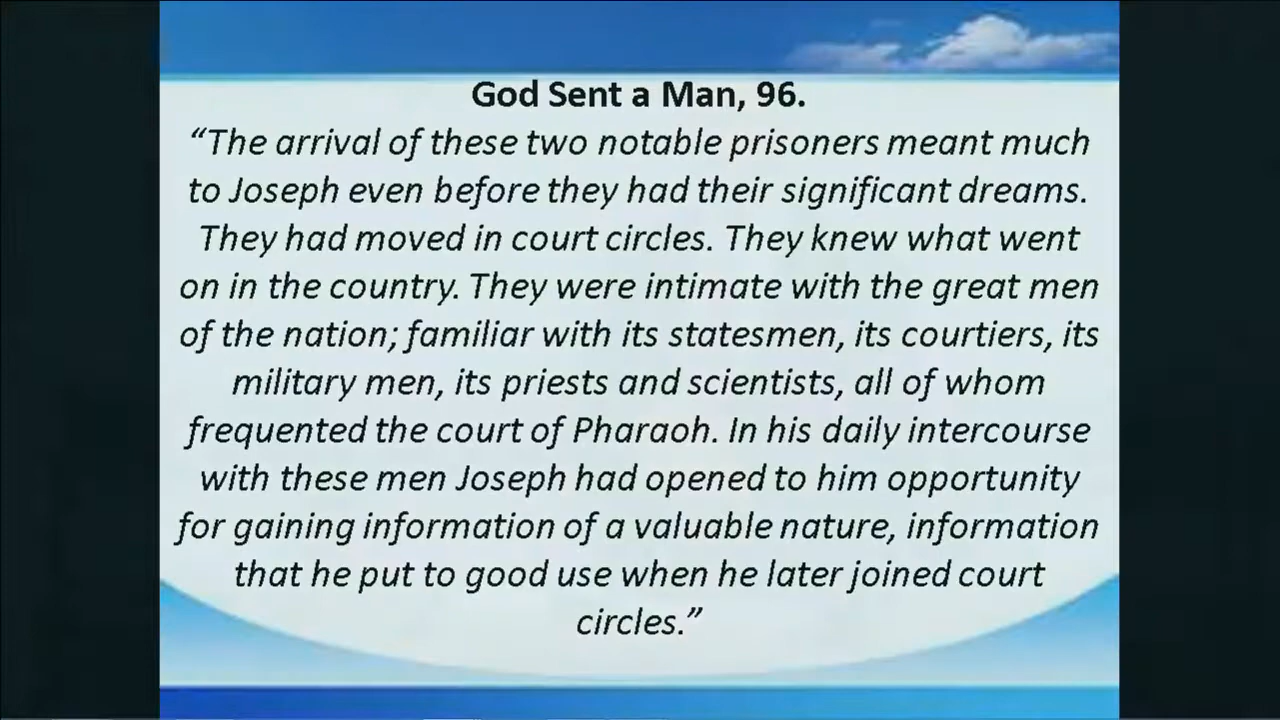 God Sent a Man, 96.
“The arrival of these two notable prisoners meant much
to Joseph even before they had their significant dreams.
They had moved in court circles. They knew what went
on in the country. They were intimate with the great men
of the nation; familiar with its statesmen, its courtiers, its
military men, its priests and scientists, all of whom
frequented the court of Pharaoh. In his daily intercourse
with these men Joseph had opened to him opportunity
for gaining information of a valuable nature, information
that he put to good use when he later joined court
circles.”